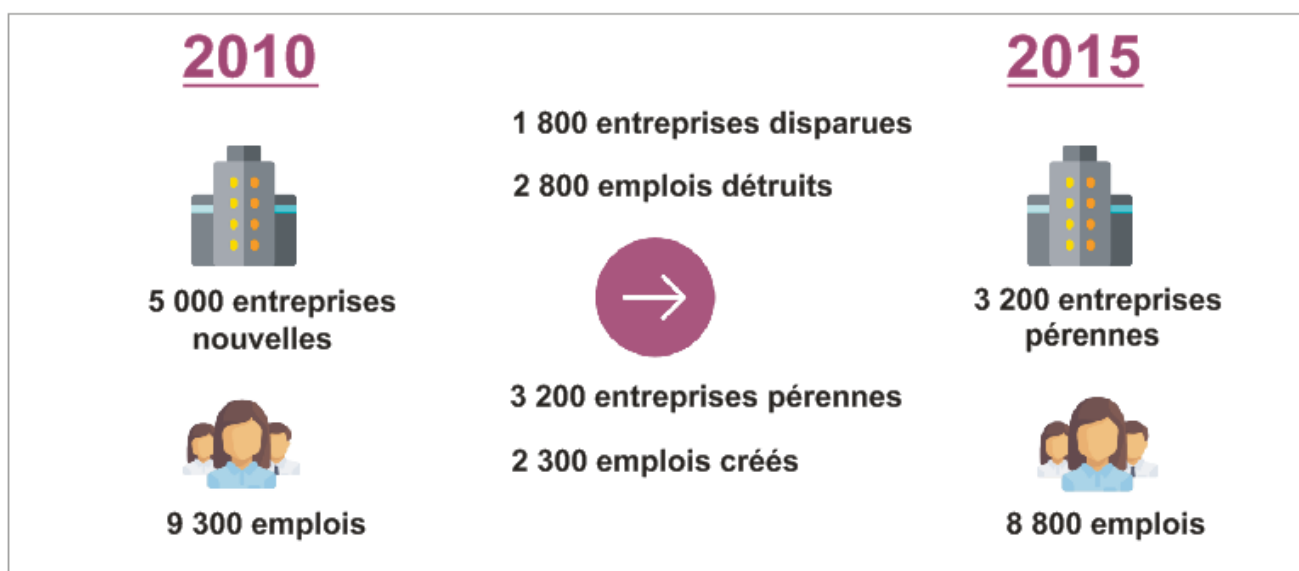 2010
5 000 entreprises
nouvelles
9 300 emplois
1 800 entreprises disparues
2 800 emplois détruits
3 200 entreprises pérennes
2 300 emplois créés
2015
3 200 entreprises
pérennes
8 800 emplois